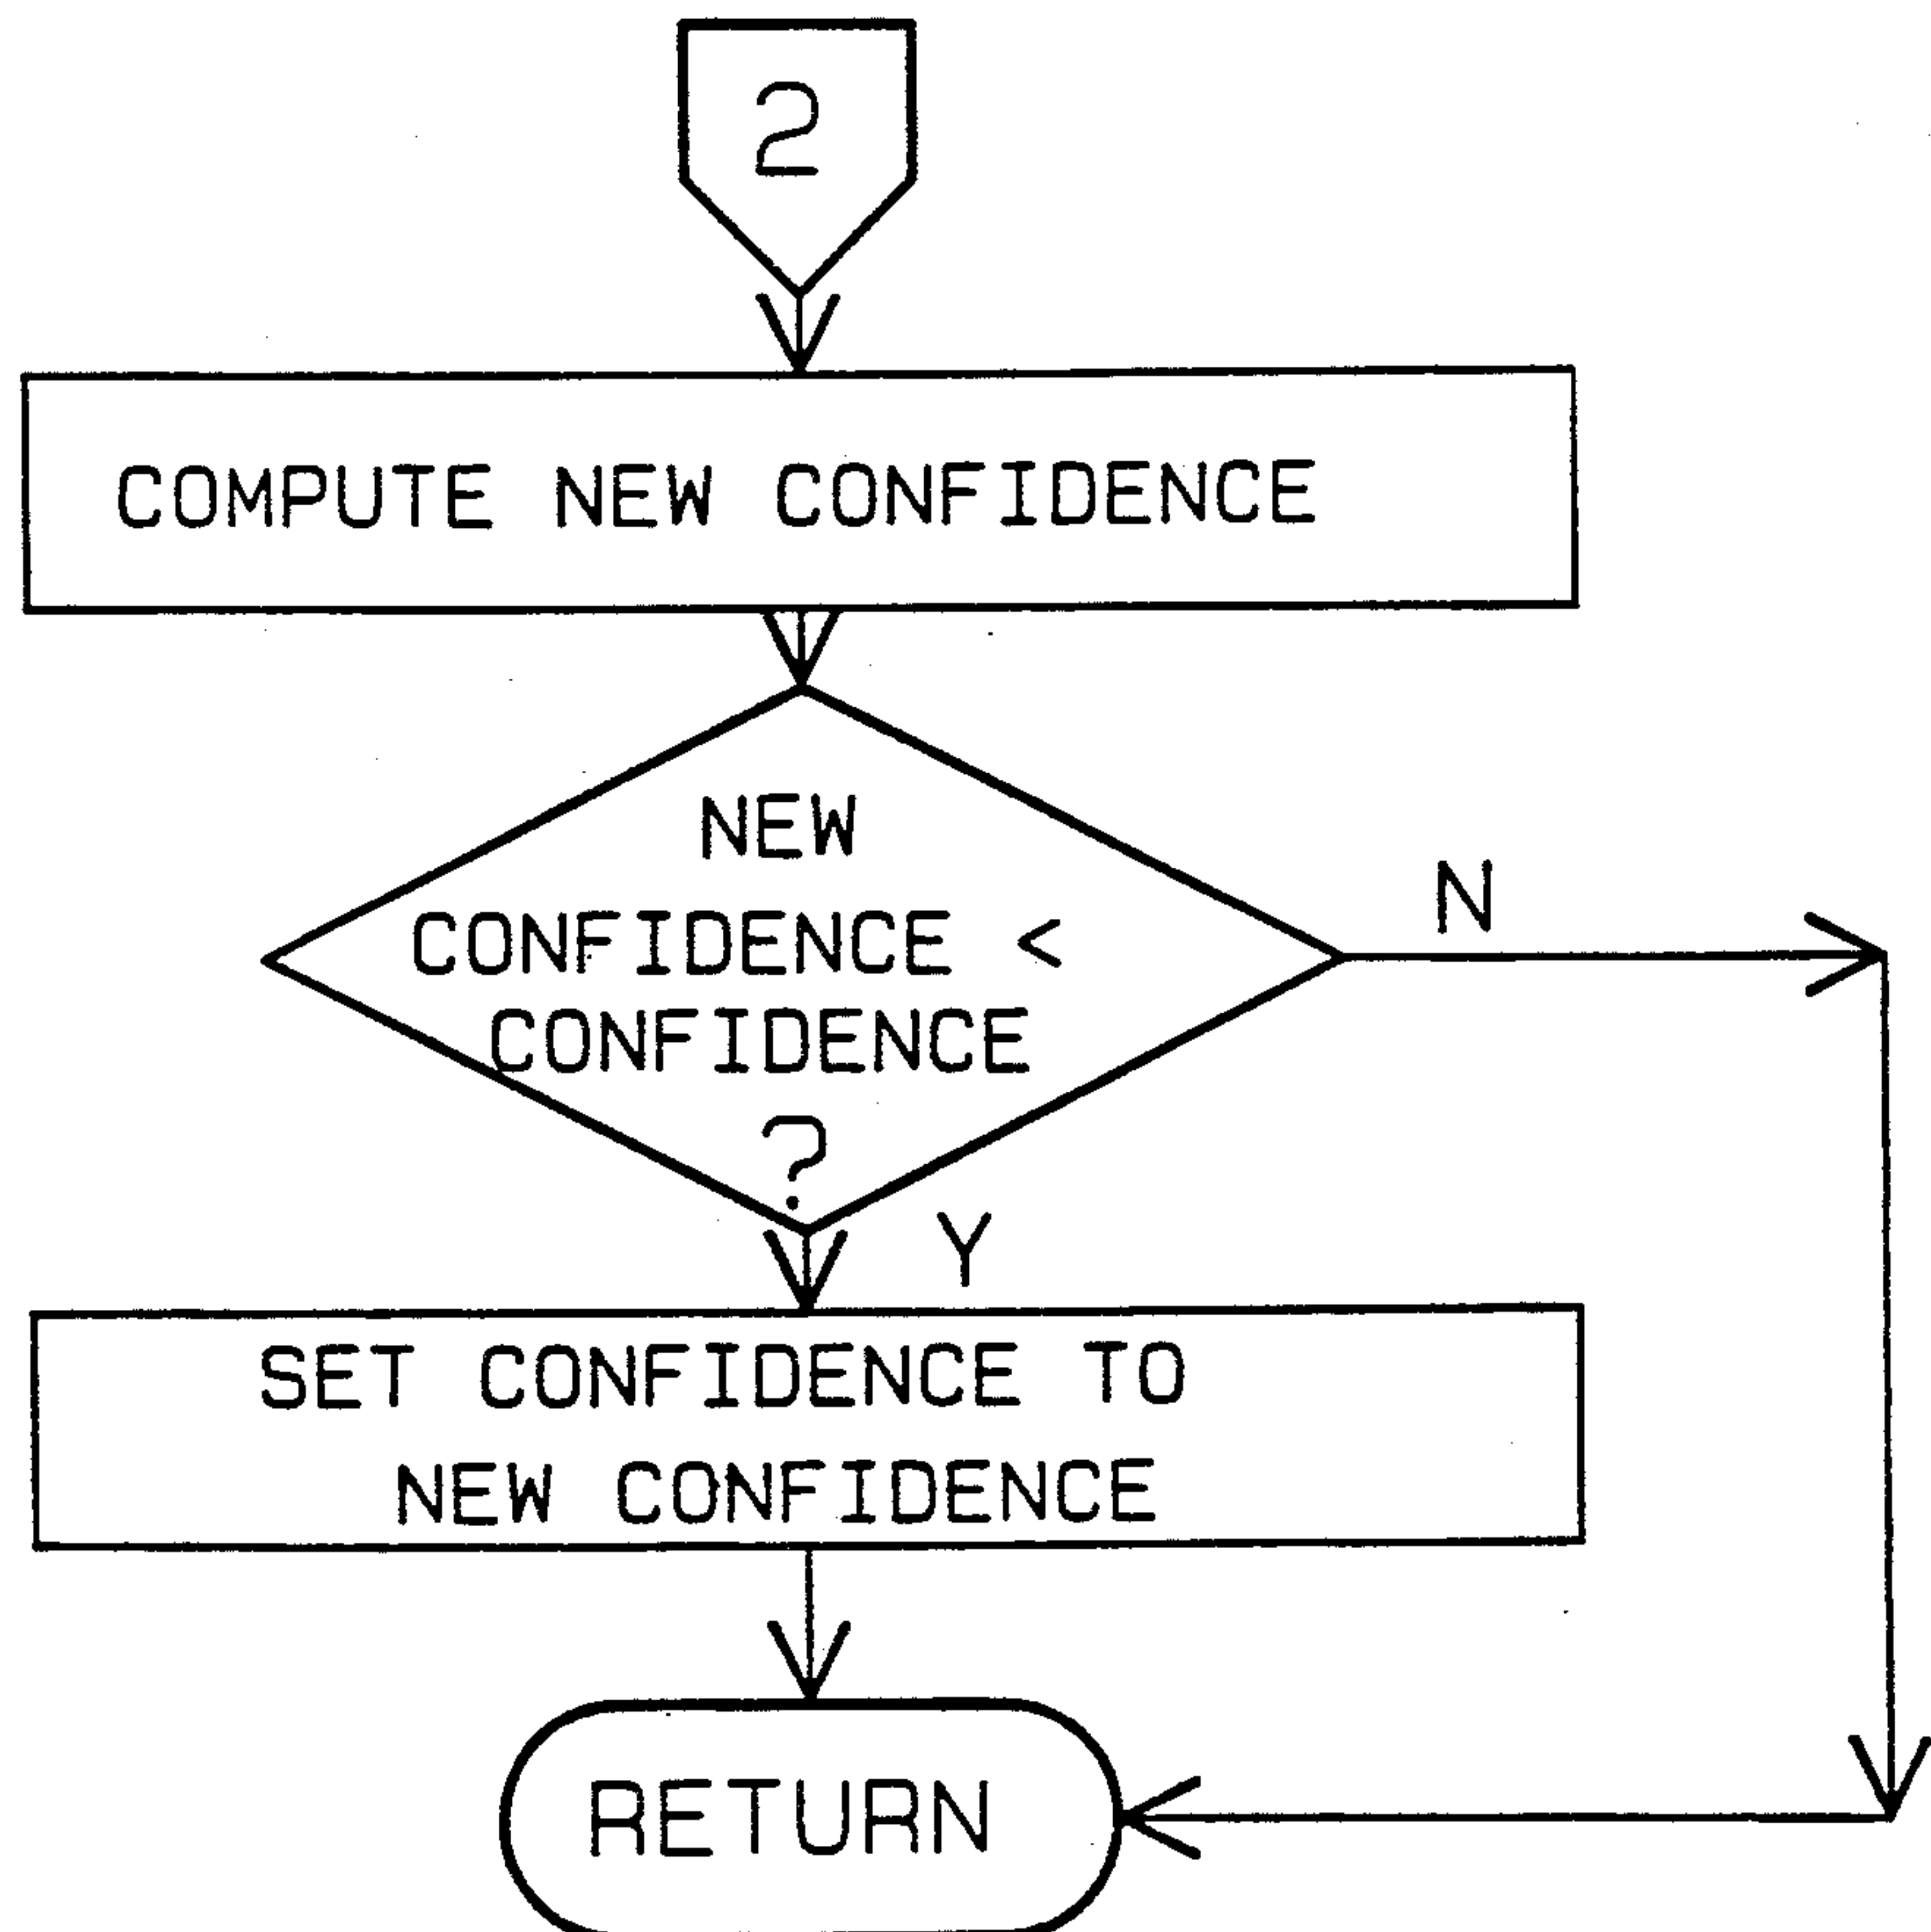 2
COMPUTE NEW CONFIDENCE
NEW
CONFIDENCE <
CONFIDENCE
?
N
Y
SET CONFIDENCE TO
NEW CONFIDENCE
RETURN